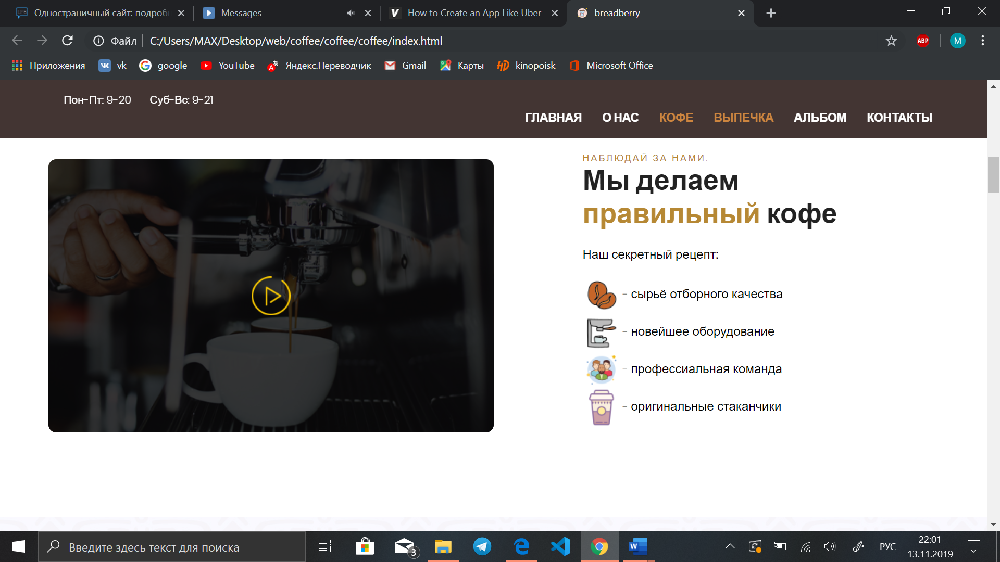 Одностраничный сайт: подробн
Messages
How to Create an App Like Uber
breadberry
Файл
C:/Users/MAX/Desktop/web/coffee/coffee/coffee/index.html
ABP
M
Приложения
vk
google
YouTube
Яндекс.Переводчик
Gmail
Карты
HD kinopoisk
Microsoft Office
Пон-Пт: 9-20 Суб-Вс: 9-21
ГЛАВНАЯ О НАС КОФЕ ВЫПЕЧКА АЛЬБОМ КОНТАКТЫ
НАБЛЮДАЙ ЗА НАМИ.
Мы делаем
правильный кофе
Наш секретный рецепт:
- сырьё отборного качества
- новейшее оборудование
- профессиальная команда
- оригинальные стаканчики
Введите здесь текст для поиска
3
РУС
22:01
13.11.2019